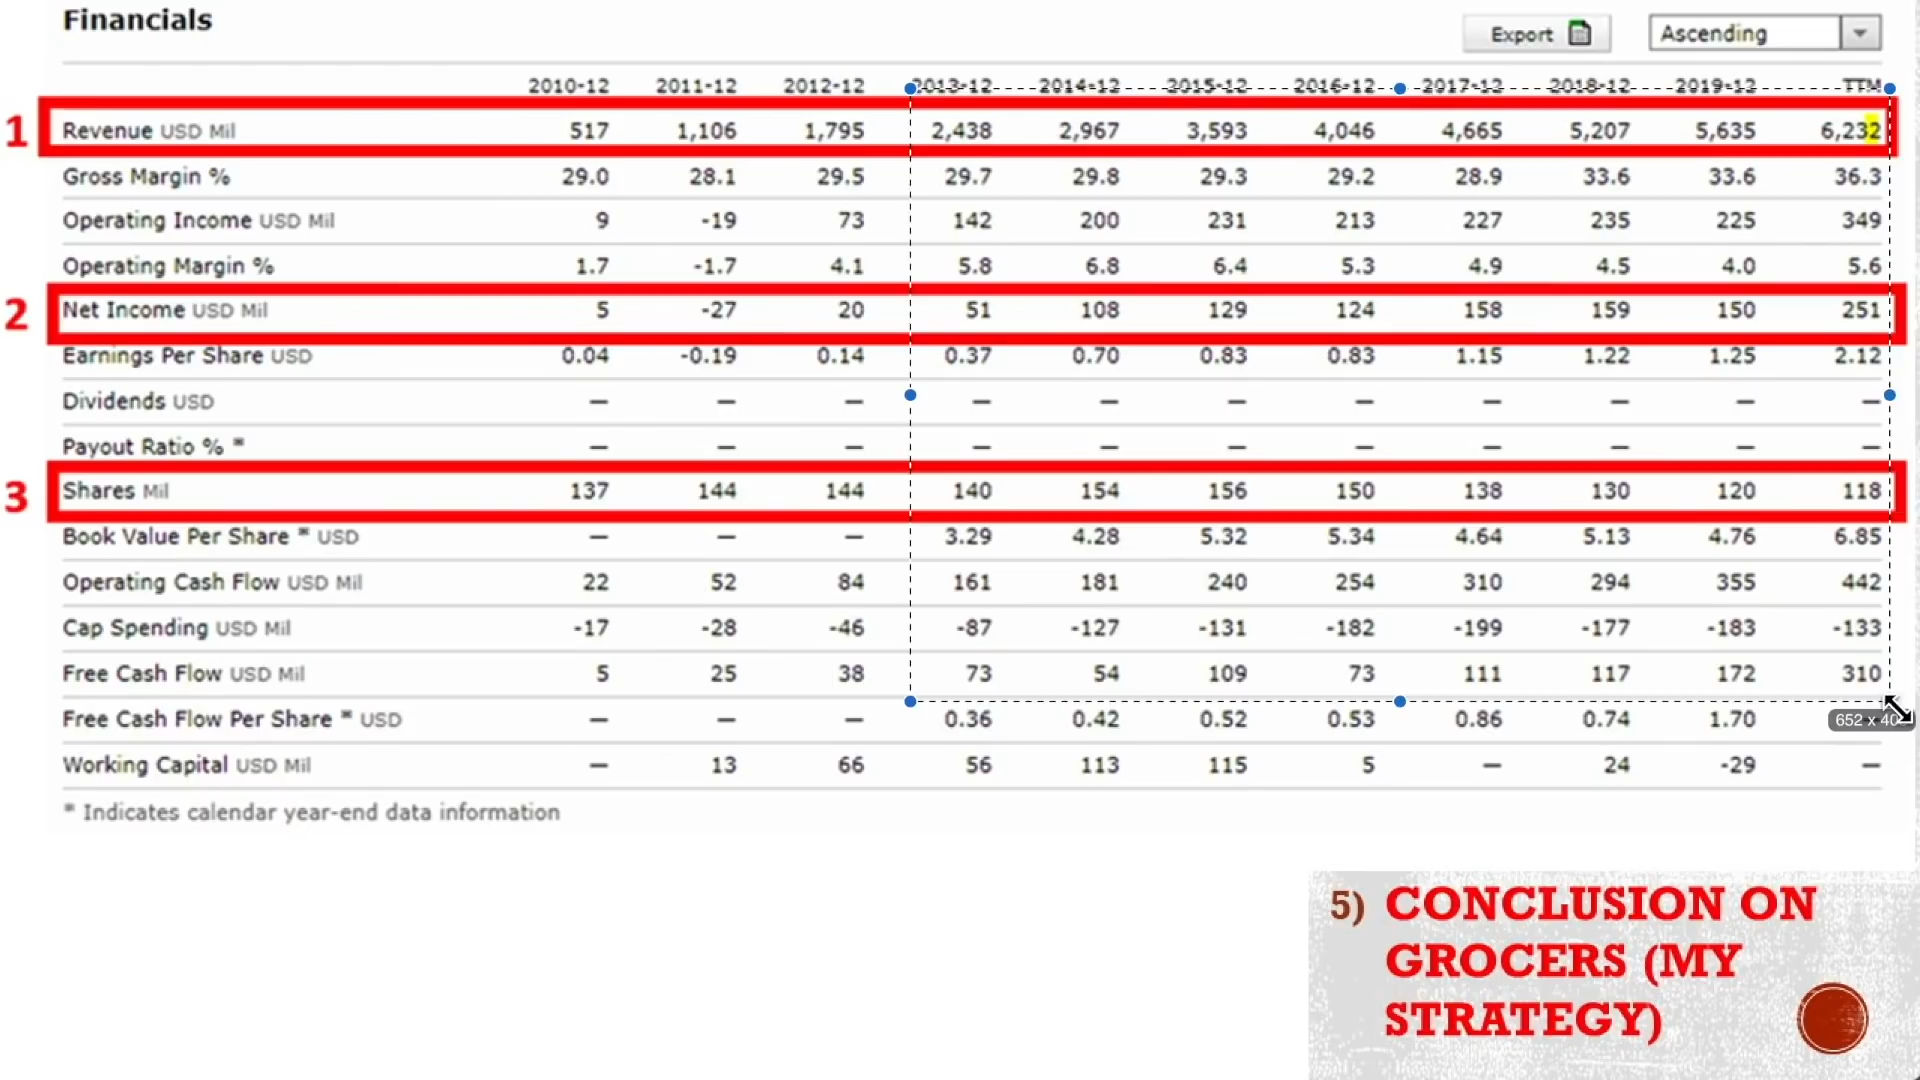 Financials
Export
Ascending
2010-12 2011-12 2012-12 2013-12 2014-12 2015-12 2016-12 2017-12 2018-12 2019-12 TTM
1 Revenue USD Mil 517 1,106 1,795 2,438 2,967 3,593 4,046 4,665 5,207 5,635 6,232
Gross Margin % 29.0 28.1 29.5 29.7 29.8 29.3 29.2 28.9 33.6 33.6 36.3
Operating Income USD Mil 9 -19 73 142 200 231 213 227 235 225 349
Operating Margin % 1.7 -1.7 4.1 5.8 6.8 6.4 5.3 4.9 4.5 4.0 5.6
2 Net Income USD Mil 5 -27 20 51 108 129 124 158 159 150 251
Earnings Per Share USD 0.04 -0.19 0.14 0.37 0.70 0.83 0.83 1.15 1.22 1.25 2.12
Dividends USD — — — — — — — — — — —
Payout Ratio % * — — — — — — — — — — —
3 Shares Mil 137 144 144 140 154 156 150 138 130 120 118
Book Value Per Share * USD — — — 3.29 4.28 5.32 5.34 4.64 5.13 4.76 6.85
Operating Cash Flow USD Mil 22 52 84 161 181 240 254 310 294 355 442
Cap Spending USD Mil -17 -28 -46 -87 -127 -131 -182 -199 -177 -183 -133
Free Cash Flow USD Mil 5 25 38 73 54 109 73 111 117 172 310
Free Cash Flow Per Share * USD — — — 0.36 0.42 0.52 0.53 0.86 0.74 1.70
652 x
Working Capital USD Mil — 13 66 56 113 115 5 — 24 -29 —
* Indicates calendar year-end data information
5) CONCLUSION ON
GROCERS (MY
STRATEGY)